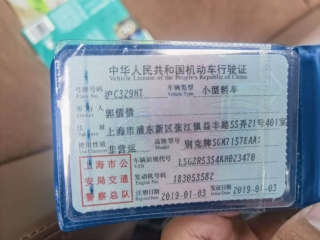 中华人民共和国机动车行驶证
Vehicle License of the People's Republic of China
号牌号码 Plate No. 沪C329HT 车辆类型 Vehicle Type 小型轿车
所有人 Owner 郭倩倩
住址 上海市浦东新区张江镇益丰路55弄21号401室
使用性质 非营运 品牌型号 Model 别克牌SGM7157EAA1
上海市公
安局交通
警察总队
车辆识别代号 VIN LSGZR5354KH023470
发动机号码 Engine No. 183053582
注册日期 2019-01-03 发证日期 2019-01-03